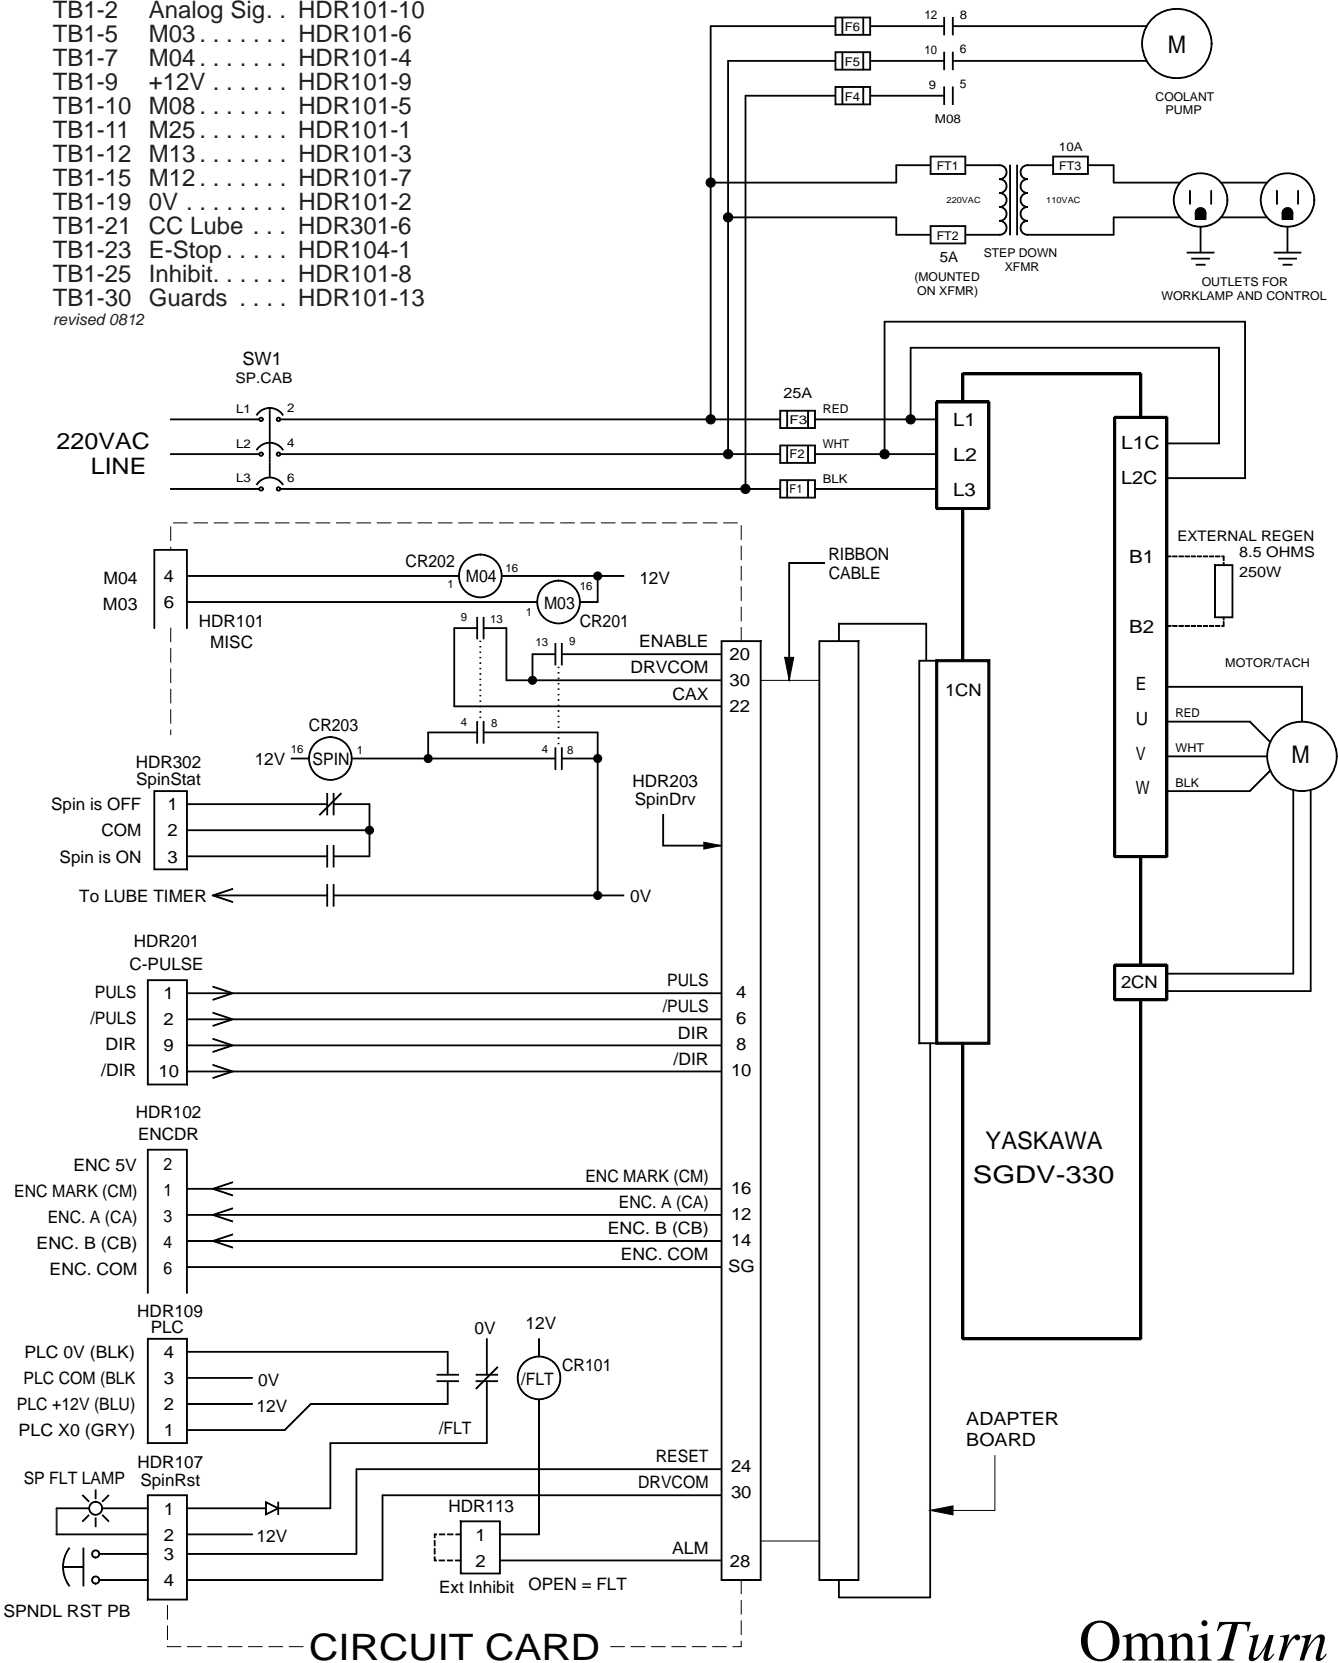 TB1-2 Analog Sig. . HDR101-10
TB1-5 M03 . . . . . . . HDR101-6
TB1-7 M04 . . . . . . . HDR101-4
TB1-9 +12V . . . . . . HDR101-9
TB1-10 M08 . . . . . . . HDR101-5
TB1-11 M25 . . . . . . . HDR101-1
TB1-12 M13 . . . . . . . HDR101-3
TB1-15 M12 . . . . . . . HDR101-7
TB1-19 0V . . . . . . . . HDR101-2
TB1-21 CC Lube . . . HDR301-6
TB1-23 E-Stop . . . . . HDR104-1
TB1-25 Inhibit. . . . . . HDR101-8
TB1-30 Guards . . . . HDR101-13
revised 0812
F6 12 8
F5 10 6
F4 9 5
M08
M
COOLANT
PUMP
FT1
220VAC
FT2
5A
(MOUNTED
ON XFMR)
STEP DOWN
XFMR
10A
FT3
110VAC
OUTLETS FOR
WORKLAMP AND CONTROL
SW1
SP.CAB
220VAC
LINE
L1 2
L2 4
L3 6
25A
F3 RED
F2 WHT
F1 BLK
L1
L2
L3
L1C
L2C
B1
B2
EXTERNAL REGEN
8.5 OHMS
250W
MOTOR/TACH
E
U RED
V WHT
W BLK
M
2CN
1CN
YASKAWA
SGDV-330
M04 4
M03 6
HDR101
MISC
CR202
1 M04 16
12V
1 M03 16
CR201
9 13
13 9
ENABLE 20
DRVCOM 30
CAX 22
RIBBON
CABLE
4 8
4 8
CR203
12V 16 SPIN 1
HDR302
SpinStat
Spin is OFF 1
COM 2
Spin is ON 3
To LUBE TIMER
0V
HDR203
SpinDrv
HDR201
C-PULSE
PULS 1 PULS 4
/PULS 2 /PULS 6
DIR 9 DIR 8
/DIR 10 /DIR 10
HDR102
ENCDR
ENC 5V 2
ENC MARK (CM) 1 ENC MARK (CM) 16
ENC. A (CA) 3 ENC. A (CA) 12
ENC. B (CB) 4 ENC. B (CB) 14
ENC. COM 6 ENC. COM SG
HDR109
PLC
PLC 0V (BLK) 4
PLC COM (BLK 3 0V
PLC +12V (BLU) 2 12V
PLC X0 (GRY) 1
0V
/FLT
12V
/FLT CR101
HDR107
SpinRst
SP FLT LAMP
1
2 12V
3
4
SPNDL RST PB
RESET 24
DRVCOM 30
HDR113
1
2
Ext Inhibit
OPEN = FLT
ALM 28
ADAPTER
BOARD
CIRCUIT CARD
OmniTurn